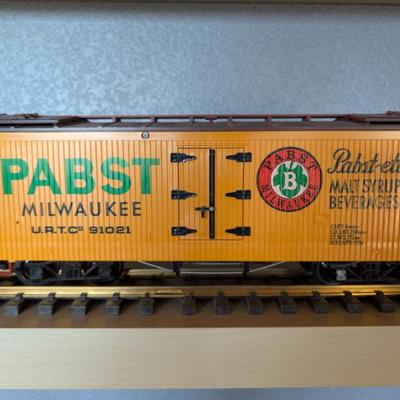 PABST
MILWAUKEE
U.R.T.Co 91021
PABST
B
MILWAUKEE
Pabst-ett
MALT SYRUP
BEVERAGES